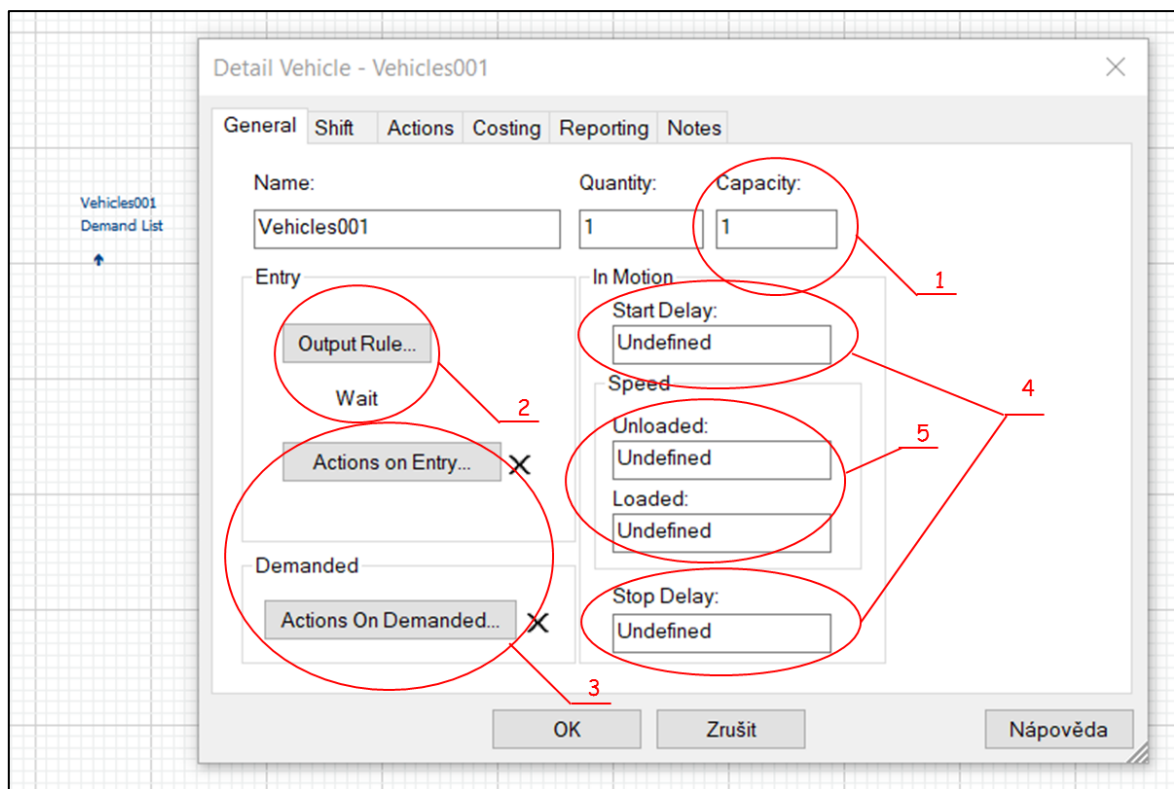 Detail Vehicle - Vehicles001
General Shift Actions Costing Reporting Notes
Name: Quantity: Capacity:
Vehicles001 1 1
Vehicles001
Demand List
1
Entry
In Motion
Start Delay:
Undefined
Output Rule...
Wait
Speed
4
2
Unloaded:
Undefined
5
Actions on Entry...
Loaded:
Undefined
Demanded
Actions On Demanded...
Stop Delay:
Undefined
3
OK Zrušit Nápověda